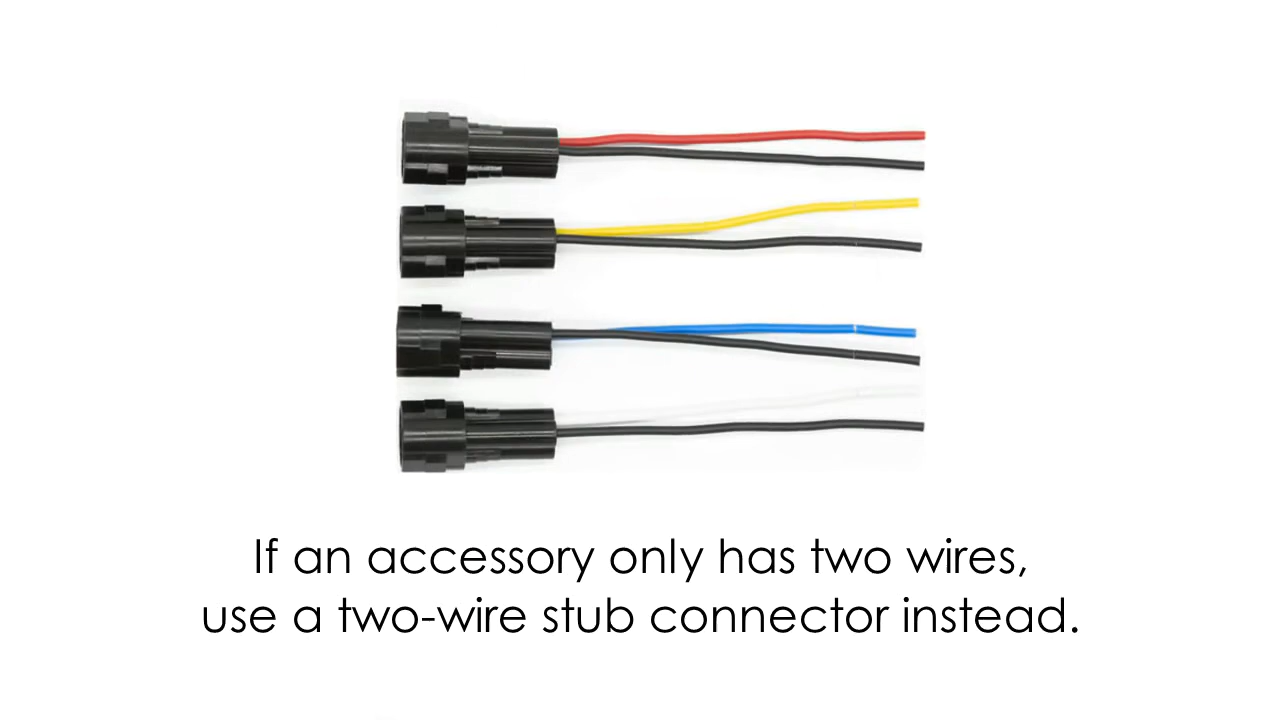 If an accessory only has two wires,
use a two-wire stub connector instead.